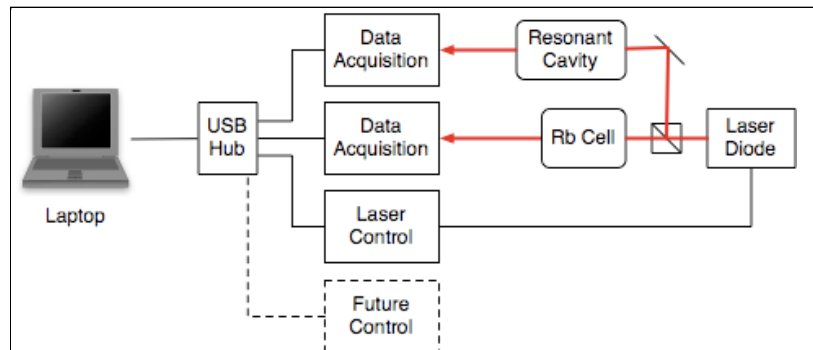 Data
Acquisition
Resonant
Cavity
USB
Hub
Data
Acquisition
Rb Cell
Laser
Diode
Laptop
Laser
Control
Future
Control